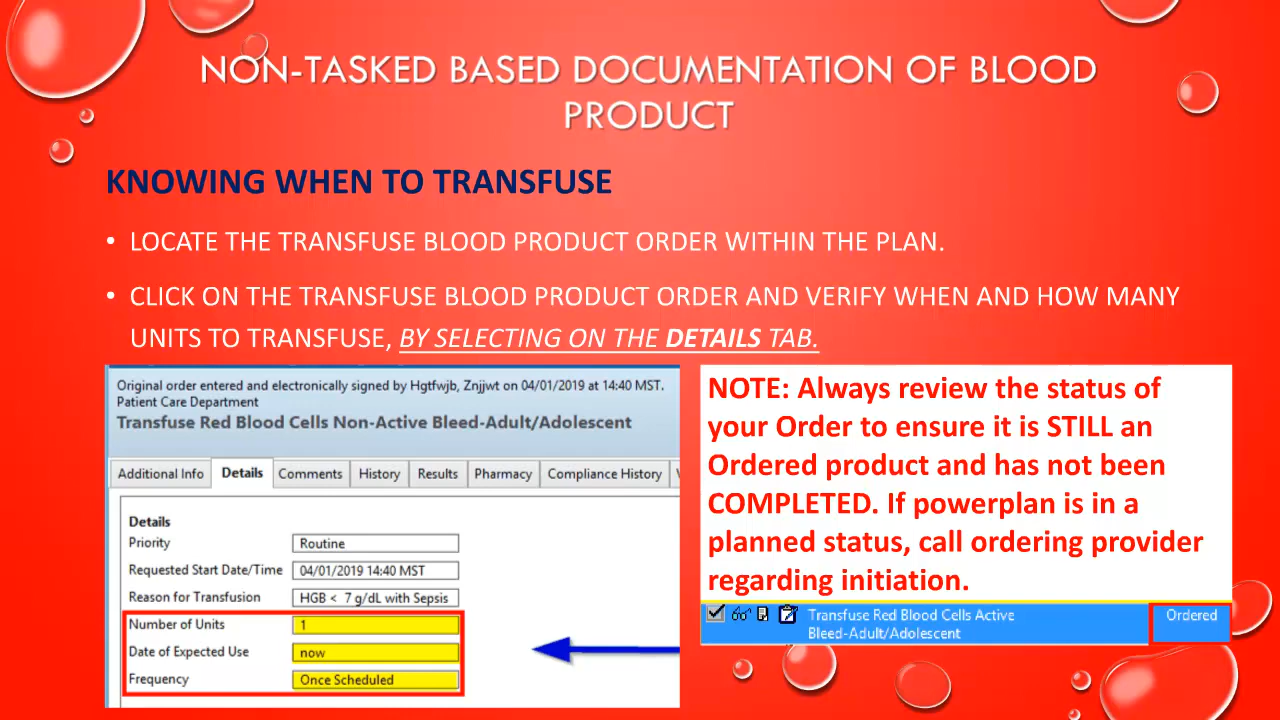 NON-TASKED BASED DOCUMENTATION OF BLOOD
PRODUCT
KNOWING WHEN TO TRANSFUSE
• LOCATE THE TRANSFUSE BLOOD PRODUCT ORDER WITHIN THE PLAN.
• CLICK ON THE TRANSFUSE BLOOD PRODUCT ORDER AND VERIFY WHEN AND HOW MANY
UNITS TO TRANSFUSE, BY SELECTING ON THE DETAILS TAB.
Original order entered and electronically signed by Hgtfwjb, Znjjwt on 04/01/2019 at 14:40 MST.
Patient Care Department
Transfuse Red Blood Cells Non-Active Bleed-Adult/Adolescent
Additional Info Details Comments History Results Pharmacy Compliance History
Details
Priority Routine
Requested Start Date/Time 04/01/2019 14:40 MST
Reason for Transfusion HGB < 7 g/dL with Sepsis
Number of Units 1
Date of Expected Use now
Frequency Once Scheduled
NOTE: Always review the status of
your Order to ensure it is STILL an
Ordered product and has not been
COMPLETED. If powerplan is in a
planned status, call ordering provider
regarding initiation.
Transfuse Red Blood Cells Active Ordered
Bleed-Adult/Adolescent